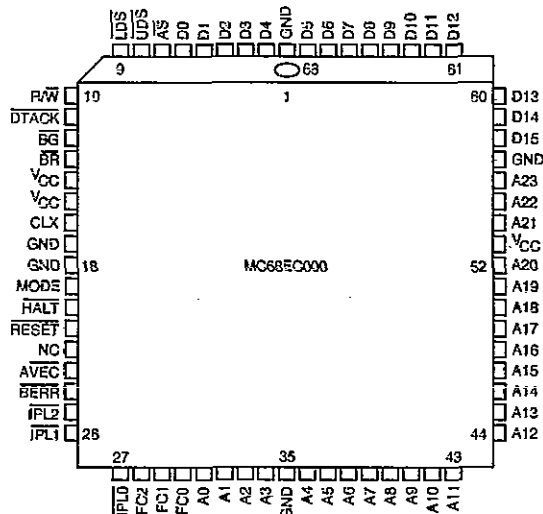 LDS UDS AS D0 D1 D2 D3 D4 GND D5 D6 D7 D8 D9 D10 D11 D12
9 63 61
R/W 10 1 60 D13
DTACK D14
BG D15
BR GND
VCC A23
VCC A22
CLK A21
GND VCC
GND 18 MC68EC000 52 A20
MODE A19
HALT A18
RESET A17
NC A16
AVEC A15
BERR A14
IPL2 A13
IPL1 26 44 A12
27 35 43
IPL0 FC2 FC1 FC0 A0 A1 A2 A3 GND A4 A5 A6 A7 A8 A9 A10 A11